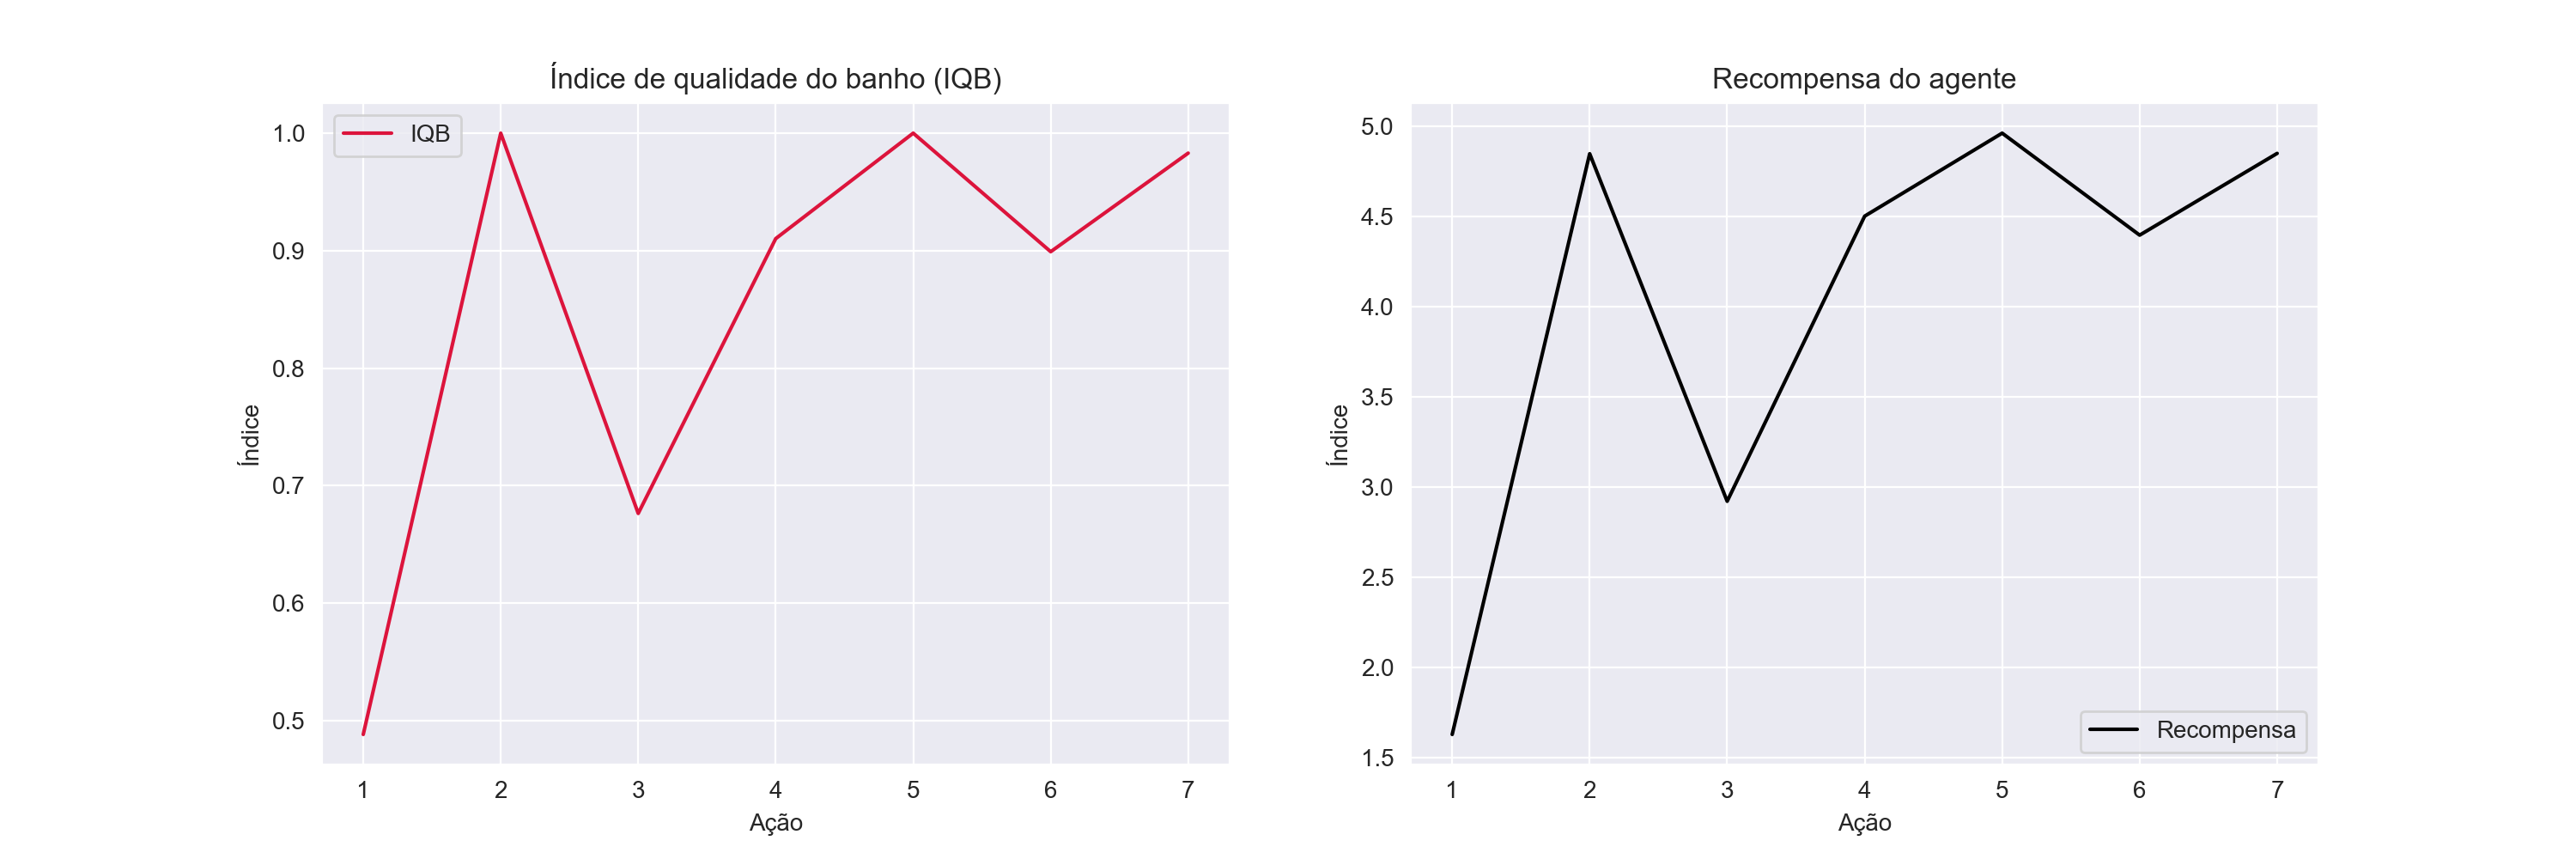 Índice de qualidade do banho (IQB)
IQB
1.0
0.9
0.8
0.7
0.6
0.5
Índice
1 2 3 4 5 6 7
Ação
Recompensa do agente
5.0
4.5
4.0
3.5
3.0
2.5
2.0
1.5
Índice
Recompensa
1 2 3 4 5 6 7
Ação